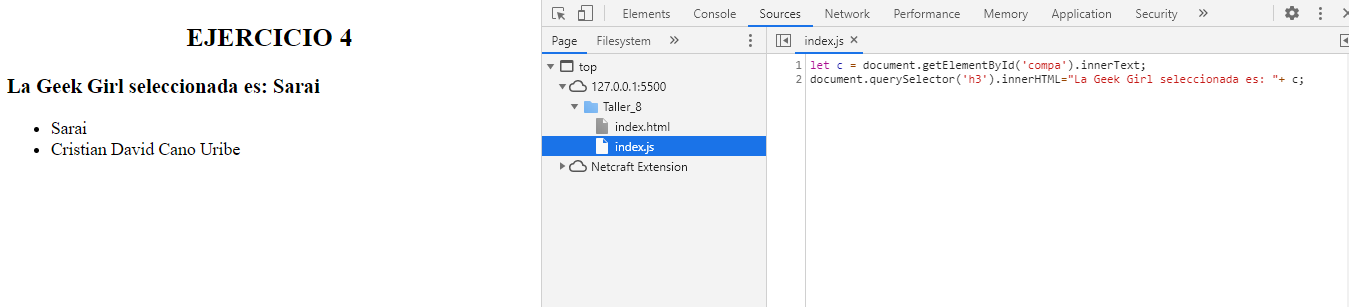 EJERCICIO 4
La Geek Girl seleccionada es: Sarai
• Sarai
• Cristian David Cano Uribe
Elements Console Sources Network Performance Memory Application Security »
Page Filesystem »
top
127.0.0.1:5500
Taller_8
index.html
index.js
Netcraft Extension
index.js ×
1 let c = document.getElementById('compa').innerText;
2 document.querySelector('h3').innerHTML="La Geek Girl seleccionada es: "+ c;